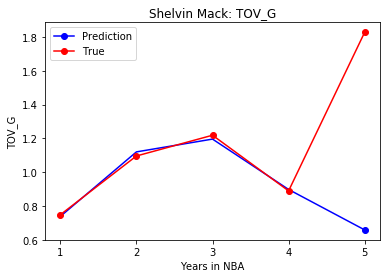 Shelvin Mack: TOV_G
Prediction
True
TOV_G
1.8
1.6
1.4
1.2
1.0
0.8
0.6
1 2 3 4 5
Years in NBA